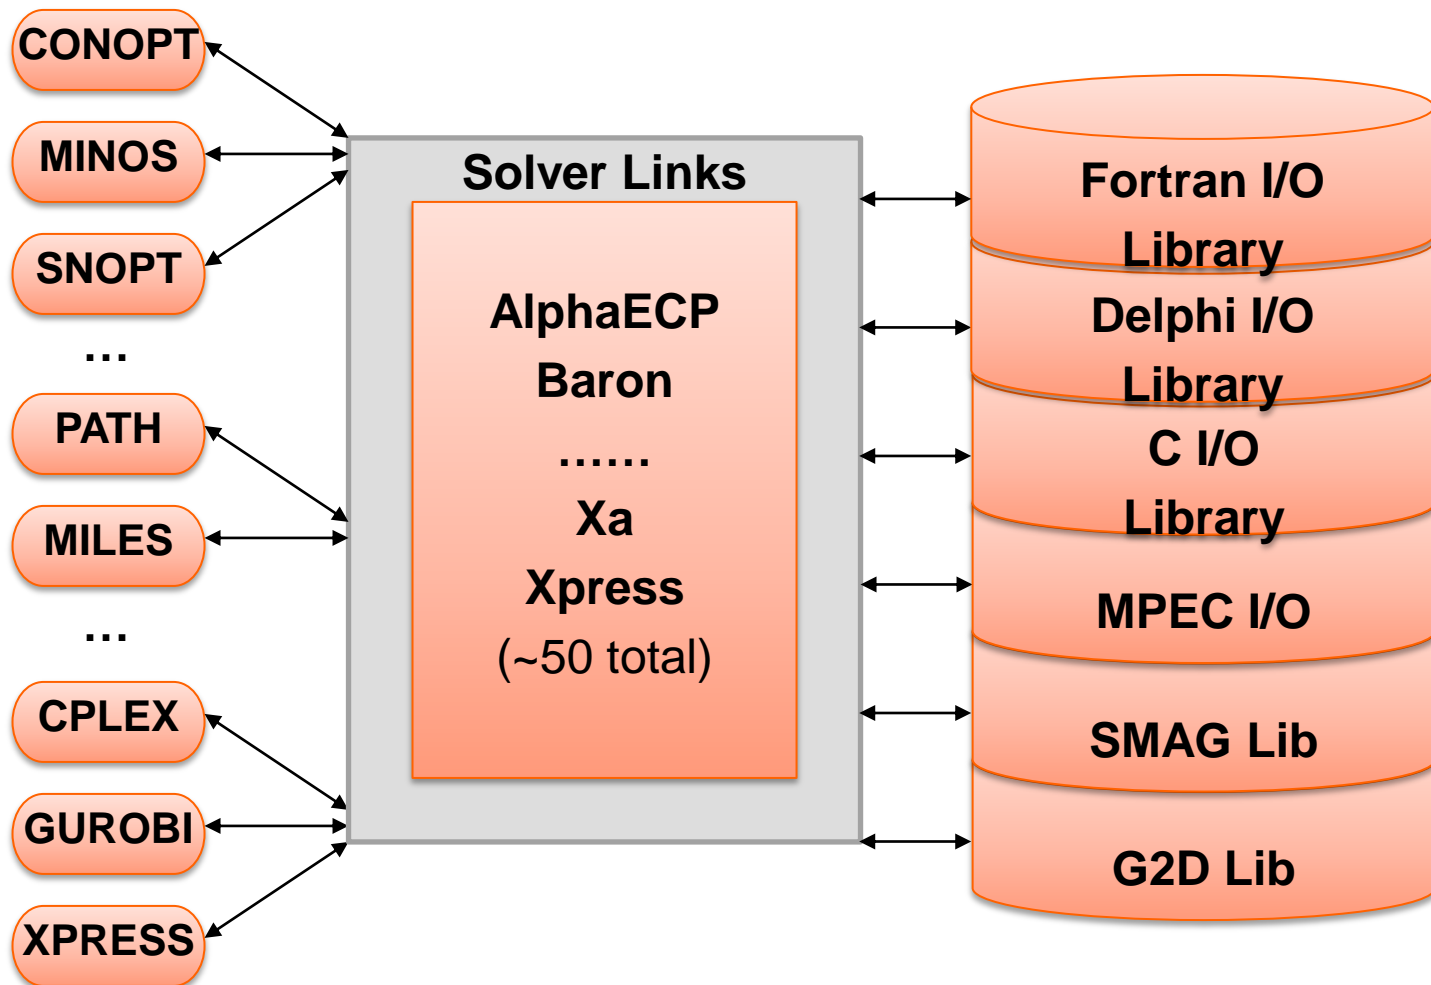 CONOPT
MINOS
SNOPT
...
PATH
MILES
...
CPLEX
GUROBI
XPRESS
Solver Links
AlphaECP
Baron
......
Xa
Xpress
(~50 total)
Fortran I/O
Library
Delphi I/O
Library
C I/O
Library
MPEC I/O
SMAG Lib
G2D Lib